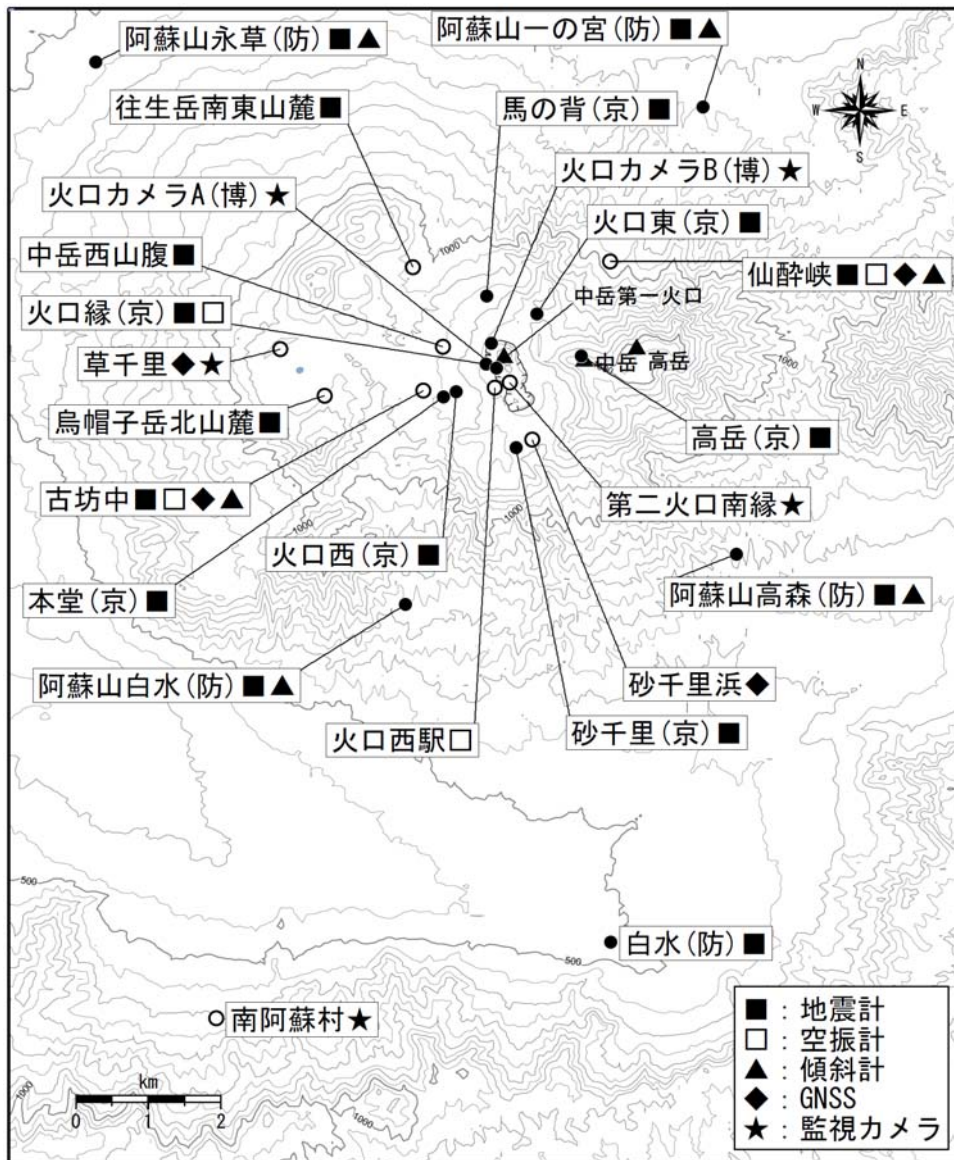 阿蘇山永草(防)■▲
阿蘇山一の宮(防)■▲
N
W
E
S
往生岳南東山麓■
馬の背(京)■
火口カメラA(博)★
火口カメラB(博)★
中岳西山腹■
火口東(京)■
1000
仙酔峡■□◆▲
中岳第一火口
火口縁(京)■□
草千里◆★
中岳
高岳
1000
烏帽子岳北山麓■
高岳(京)■
古坊中■□◆▲
第二火口南縁★
1000
1000
火口西(京)■
本堂(京)■
阿蘇山高森(防)■▲
阿蘇山白水(防)■▲
砂千里浜◆
火口西駅□
砂千里(京)■
500
白水(防)■
500
南阿蘇村★
■：地震計
□：空振計
▲：傾斜計
◆：GNSS
★：監視カメラ
km
0 1 2
1000
1000